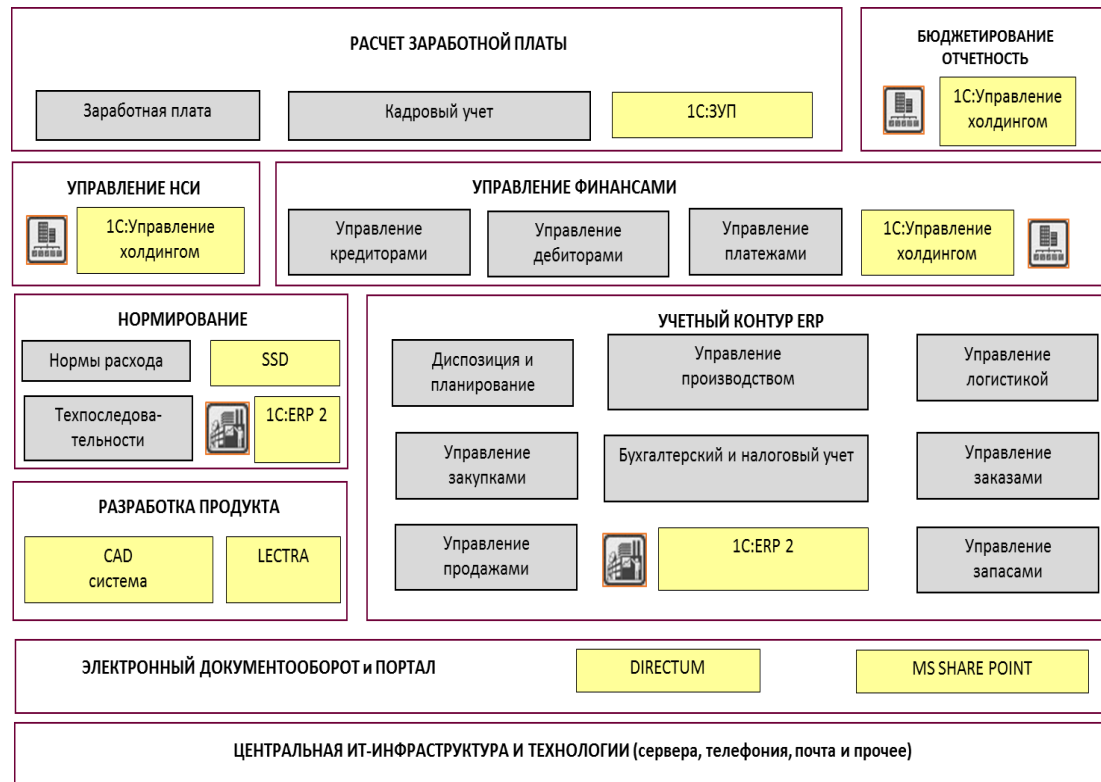 РАСЧЕТ ЗАРАБОТНОЙ ПЛАТЫ
Заработная плата
Кадровый учет
1С:ЗУП
БЮДЖЕТИРОВАНИЕ
ОТЧЕТНОСТЬ
1С:Управление
холдингом
УПРАВЛЕНИЕ НСИ
1С:Управление
холдингом
УПРАВЛЕНИЕ ФИНАНСАМИ
Управление
кредиторами
Управление
дебиторами
Управление
платежами
1С:Управление
холдингом
НОРМИРОВАНИЕ
Нормы расхода
SSD
Техпоследова-
тельности
1С:ERP 2
УЧЕТНЫЙ КОНТУР ERP
Диспозиция и
планирование
Управление
производством
Управление
логистикой
Управление
закупками
Бухгалтерский и налоговый учет
Управление
заказами
Управление
продажами
1С:ERP 2
Управление
запасами
РАЗРАБОТКА ПРОДУКТА
CAD
система
LECTRA
ЭЛЕКТРОННЫЙ ДОКУМЕНТООБОРОТ и ПОРТАЛ
DIRECTUM
MS SHARE POINT
ЦЕНТРАЛЬНАЯ ИТ-ИНФРАСТРУКТУРА И ТЕХНОЛОГИИ (сервера, телефония, почта и прочее)